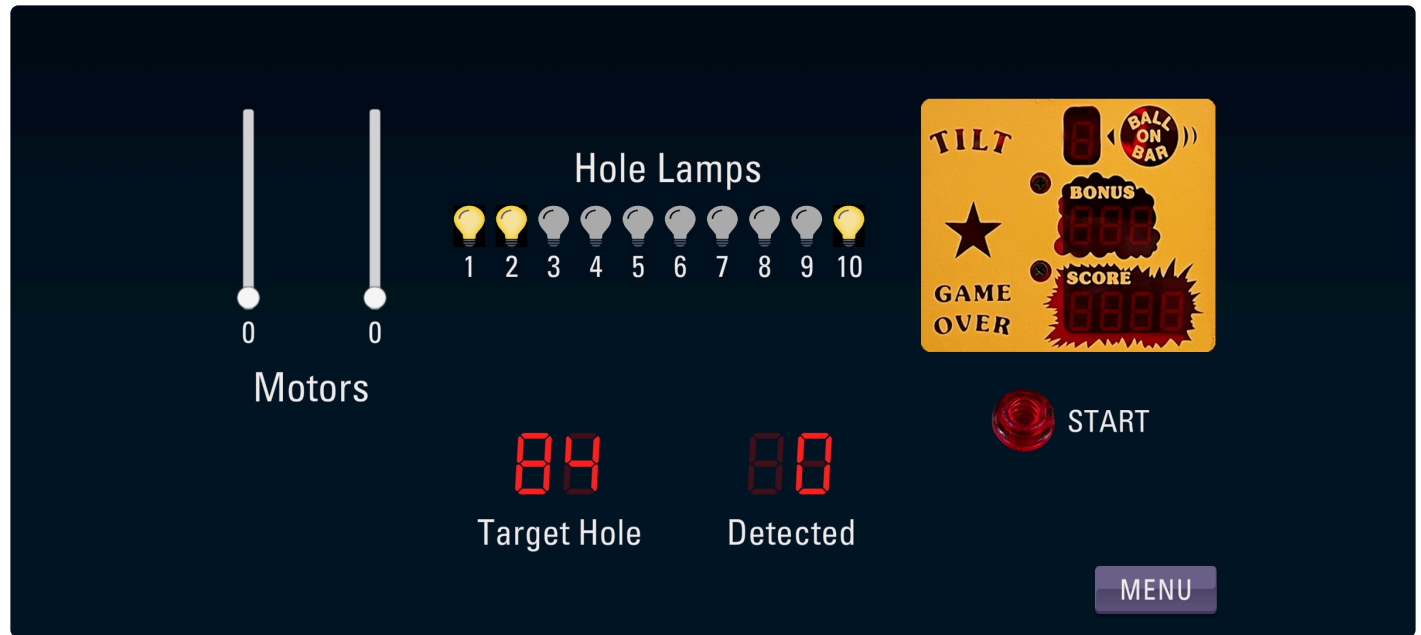 TILT
BALL
ON
BAR
BONUS
Hole Lamps
1 2 3 4 5 6 7 8 9 10
SCORE
GAME
OVER
0 0
Motors
START
84 0
Target Hole Detected
MENU